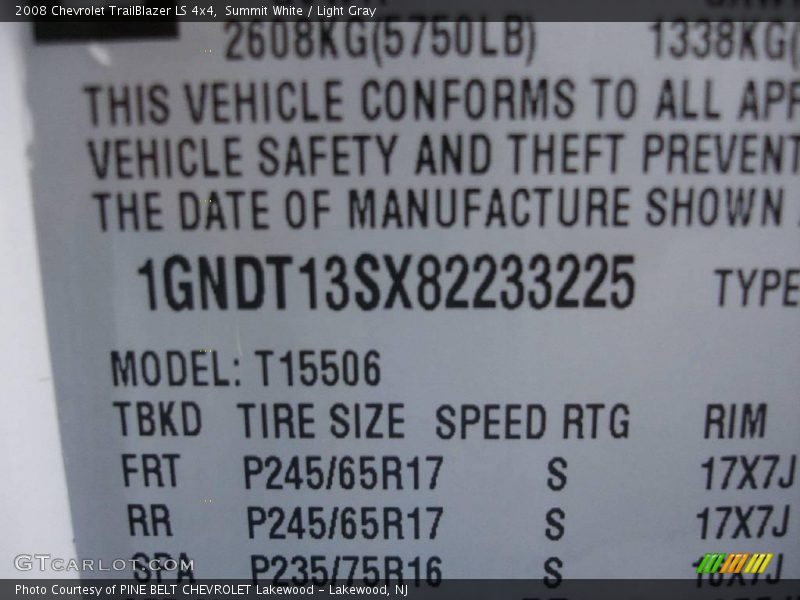 2008 Chevrolet TrailBlazer LS 4x4, Summit White / Light Gray
2608KG(5750LB) 1338KG(
THIS VEHICLE CONFORMS TO ALL APP
VEHICLE SAFETY AND THEFT PREVENT
THE DATE OF MANUFACTURE SHOWN
1GNDT13SX82233225 TYPE
MODEL: T15506
TBKD TIRE SIZE SPEED RTG RIM
FRT P245/65R17 S 17X7J
RR P245/65R17 S 17X7J
SPA P235/75R16 S 16X7J
GTcarlot.com
Photo Courtesy of PINE BELT CHEVROLET Lakewood - Lakewood, NJ